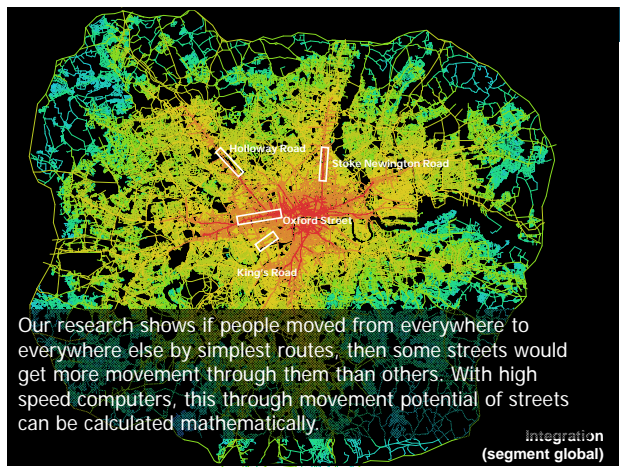 Holloway Road
Stoke Newington Road
Oxford Street
King's Road
Our research shows if people moved from everywhere to
everywhere else by simplest routes, then some streets would
get more movement through them than others. With high
speed computers, this through movement potential of streets
can be calculated mathematically.
Integration
(segment global)